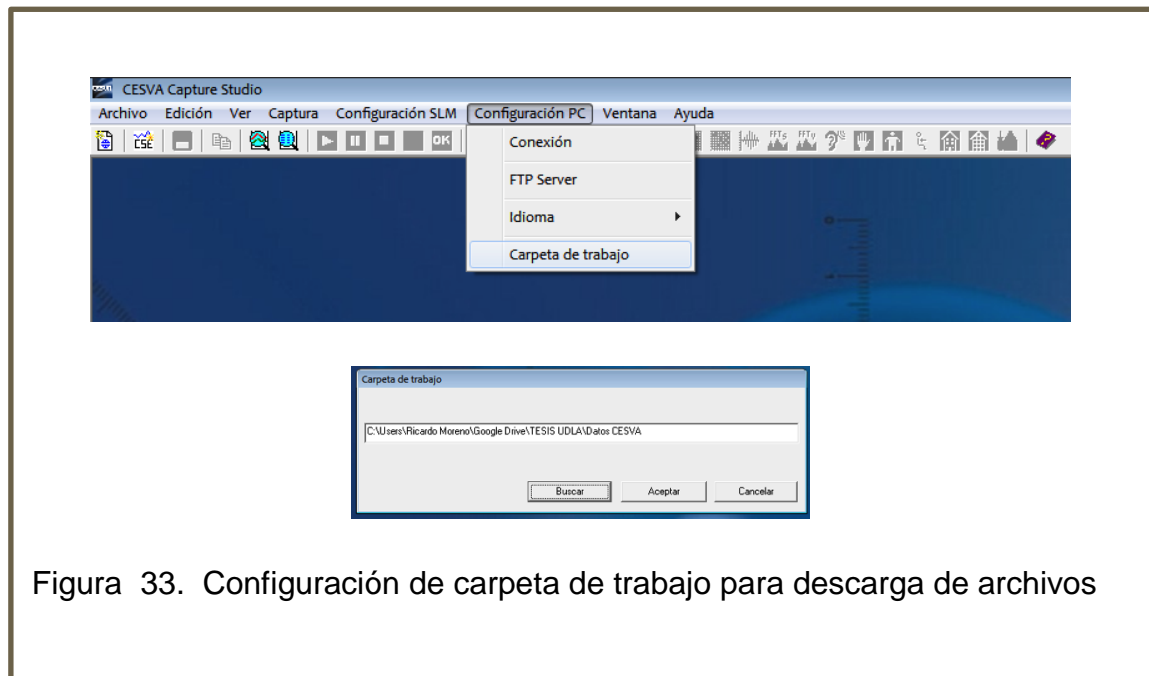 CESVA Capture Studio
Archivo Edición Ver Captura Configuración SLM Configuración PC Ventana Ayuda
CSE OK
Conexión
FTP Server
Idioma
Carpeta de trabajo
Carpeta de trabajo
C:\Users\Ricardo Moreno\Google Drive\TESIS UDLA\Datos CESVA
Buscar Aceptar Cancelar
Figura 33. Configuración de carpeta de trabajo para descarga de archivos